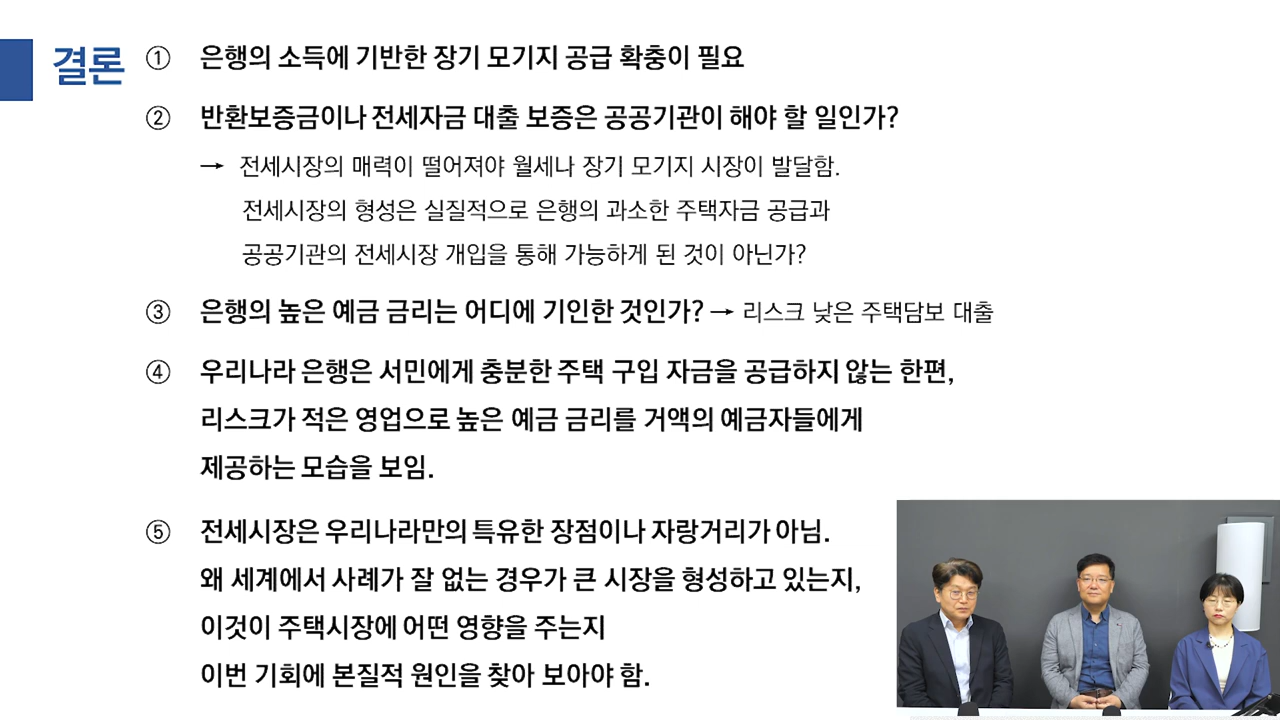 결론
① 은행의 소득에 기반한 장기 모기지 공급 확충이 필요
② 반환보증금이나 전세자금 대출 보증은 공공기관이 해야 할 일인가?
→ 전세시장의 매력이 떨어져야 월세나 장기 모기지 시장이 발달함.
전세시장의 형성은 실질적으로 은행의 과소한 주택자금 공급과
공공기관의 전세시장 개입을 통해 가능하게 된 것이 아닌가?
③ 은행의 높은 예금 금리는 어디에 기인한 것인가? → 리스크 낮은 주택담보 대출
④ 우리나라 은행은 서민에게 충분한 주택 구입 자금을 공급하지 않는 한편,
리스크가 적은 영업으로 높은 예금 금리를 거액의 예금자들에게
제공하는 모습을 보임.
⑤ 전세시장은 우리나라만의 특유한 장점이나 자랑거리가 아님.
왜 세계에서 사례가 잘 없는 경우가 큰 시장을 형성하고 있는지,
이것이 주택시장에 어떤 영향을 주는지
이번 기회에 본질적 원인을 찾아 보아야 함.